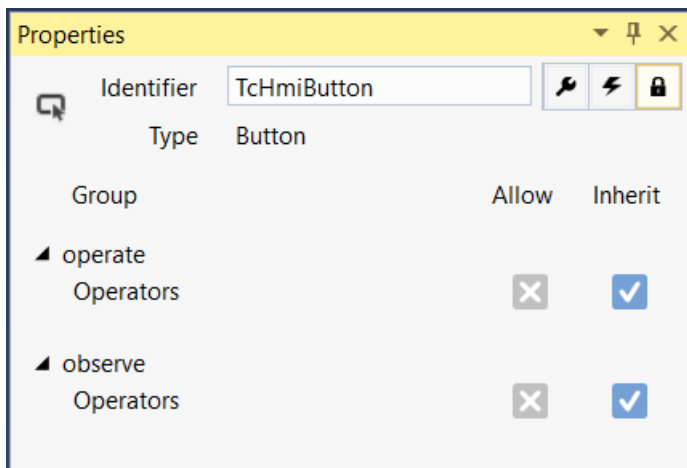 Properties
Identifier TcHmiButton
Type Button
Group Allow Inherit
operate
Operators
observe
Operators